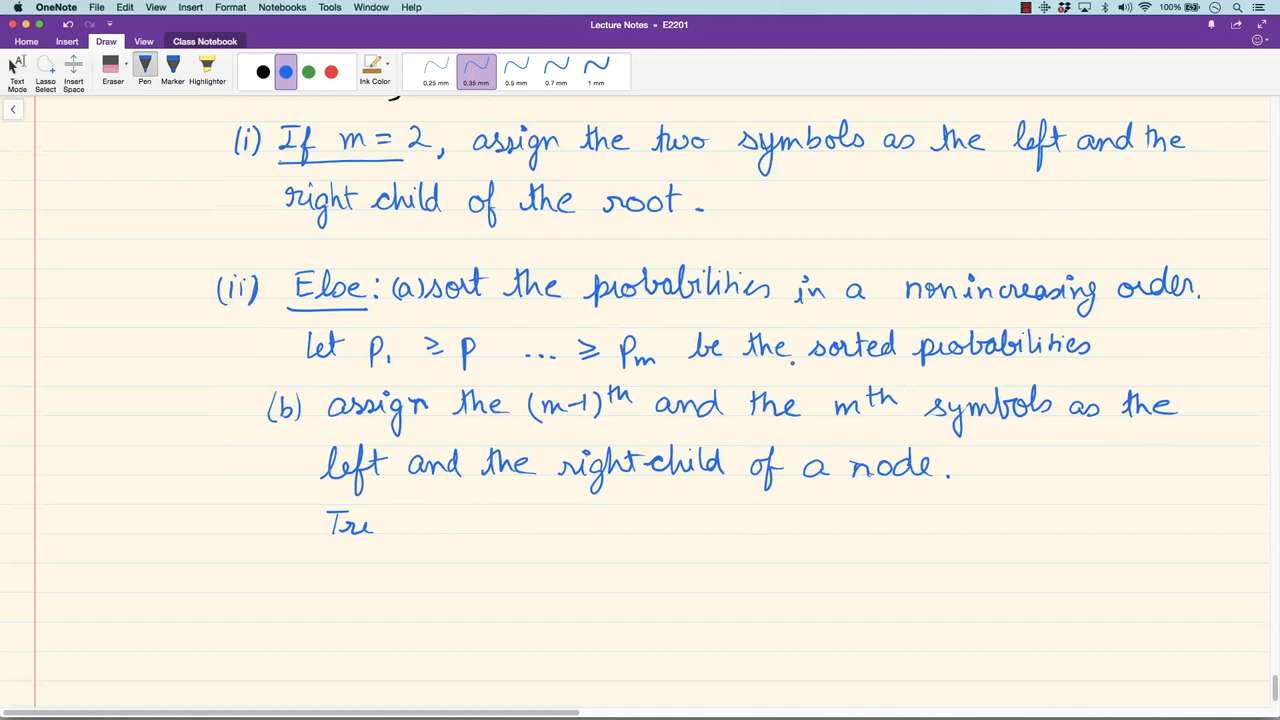 OneNote File Edit View Insert Format Notebooks Tools Window Help 100%
Lecture Notes - E2201
Home Insert Draw View Class Notebook
Text Mode Lasso Select Insert Space Eraser Pen Marker Highlighter Ink Color 0.25 mm 0.35 mm 0.5 mm 0.7 mm 1 mm
(i) If m = 2, assign the two symbols as the left and the
right child of the root.
(ii) Else: (a) sort the probabilities in a nonincreasing order.
let p₁ ≥ p ... ≥ pₘ be the sorted probabilities
(b) assign the (m-1)ᵗʰ and the mᵗʰ symbols as the
left and the right child of a node.
Tre